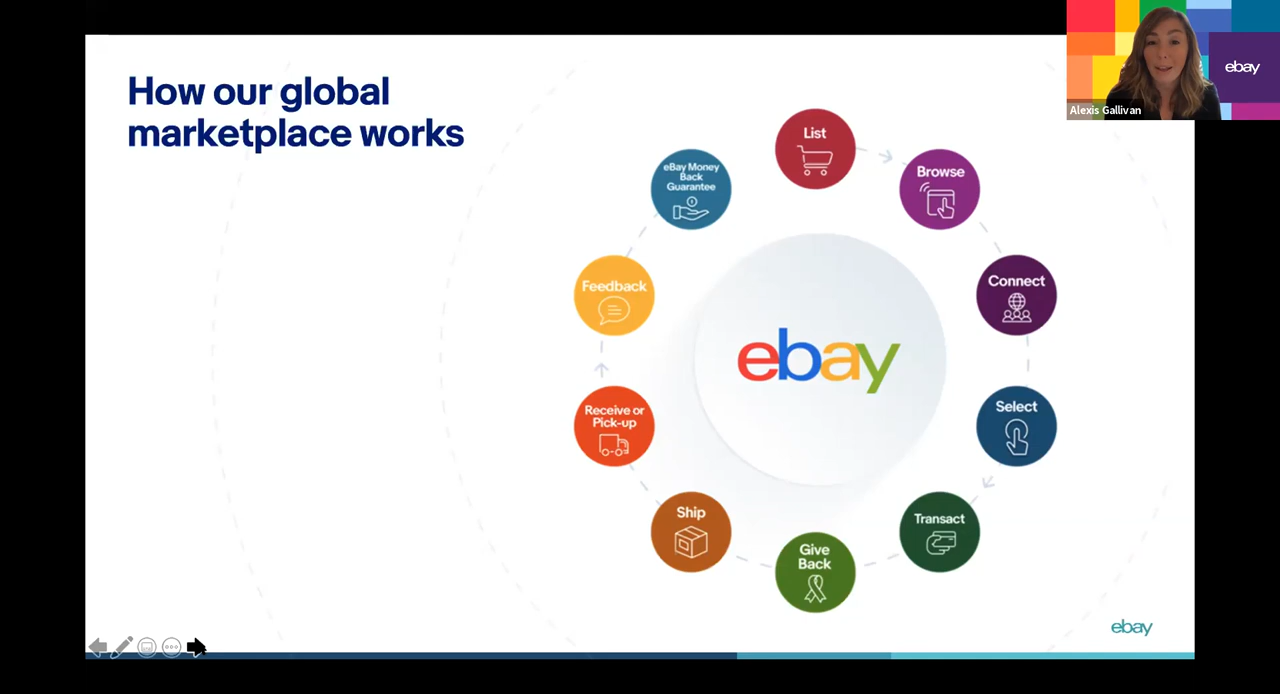 How our global
marketplace works
List
Browse
Connect
Select
Transact
Give
Back
Ship
Receive or
Pick-up
Feedback
eBay Money
Back
Guarantee
ebay
ebay
ebay
Alexis Gallivan